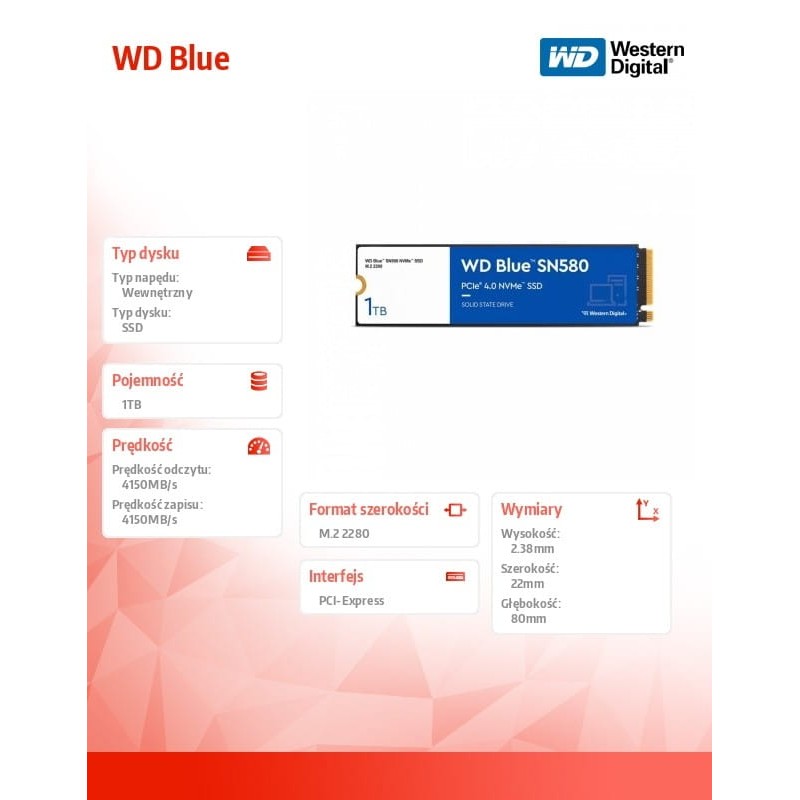 WD Blue
WD Western
Digital®
Typ dysku
Typ napędu:
Wewnętrzny
Typ dysku:
SSD
Pojemność
1TB
Prędkość
Prędkość odczytu:
4150MB/s
Prędkość zapisu:
4150MB/s
WD Blue™ SN580 NVMe™ SSD
M.2 2280
1TB
WD Blue™ SN580
PCIe® 4.0 NVMe™ SSD
SOLID STATE DRIVE
Western Digital®
Format szerokości
M.2 2280
Interfejs
PCI-Express
Wymiary
Y
X
Wysokość:
2.38mm
Szerokość:
22mm
Głębokość:
80mm